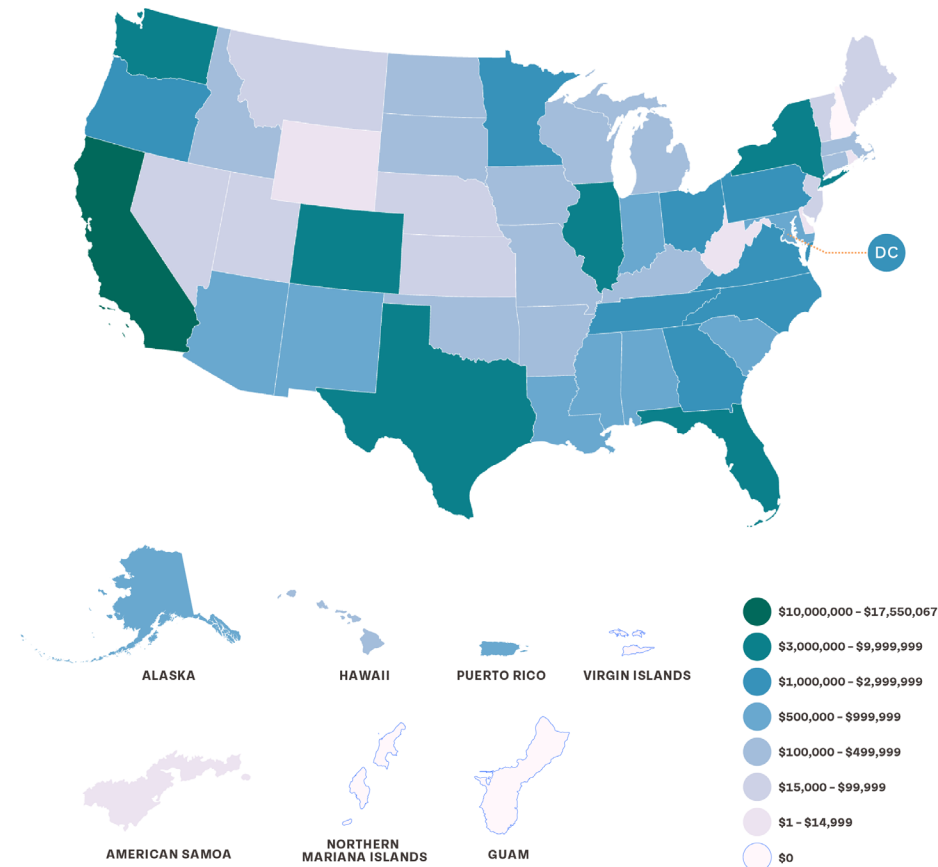 DC
ALASKA
HAWAII
PUERTO RICO
VIRGIN ISLANDS
AMERICAN SAMOA
NORTHERN
MARIANA ISLANDS
GUAM
$10,000,000 – $17,550,067
$3,000,000 – $9,999,999
$1,000,000 – $2,999,999
$500,000 – $999,999
$100,000 – $499,999
$15,000 – $99,999
$1 – $14,999
$0